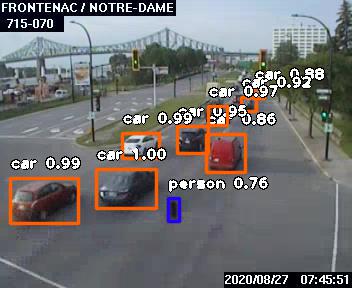 FRONTENAC / NOTRE-DAME
715-070
car 0.88
car 0.92
car 0.97
car 0.95
car 0.99
car 0.86
car 0.99
car 1.00
person 0.76
2020/08/27 07:45:51